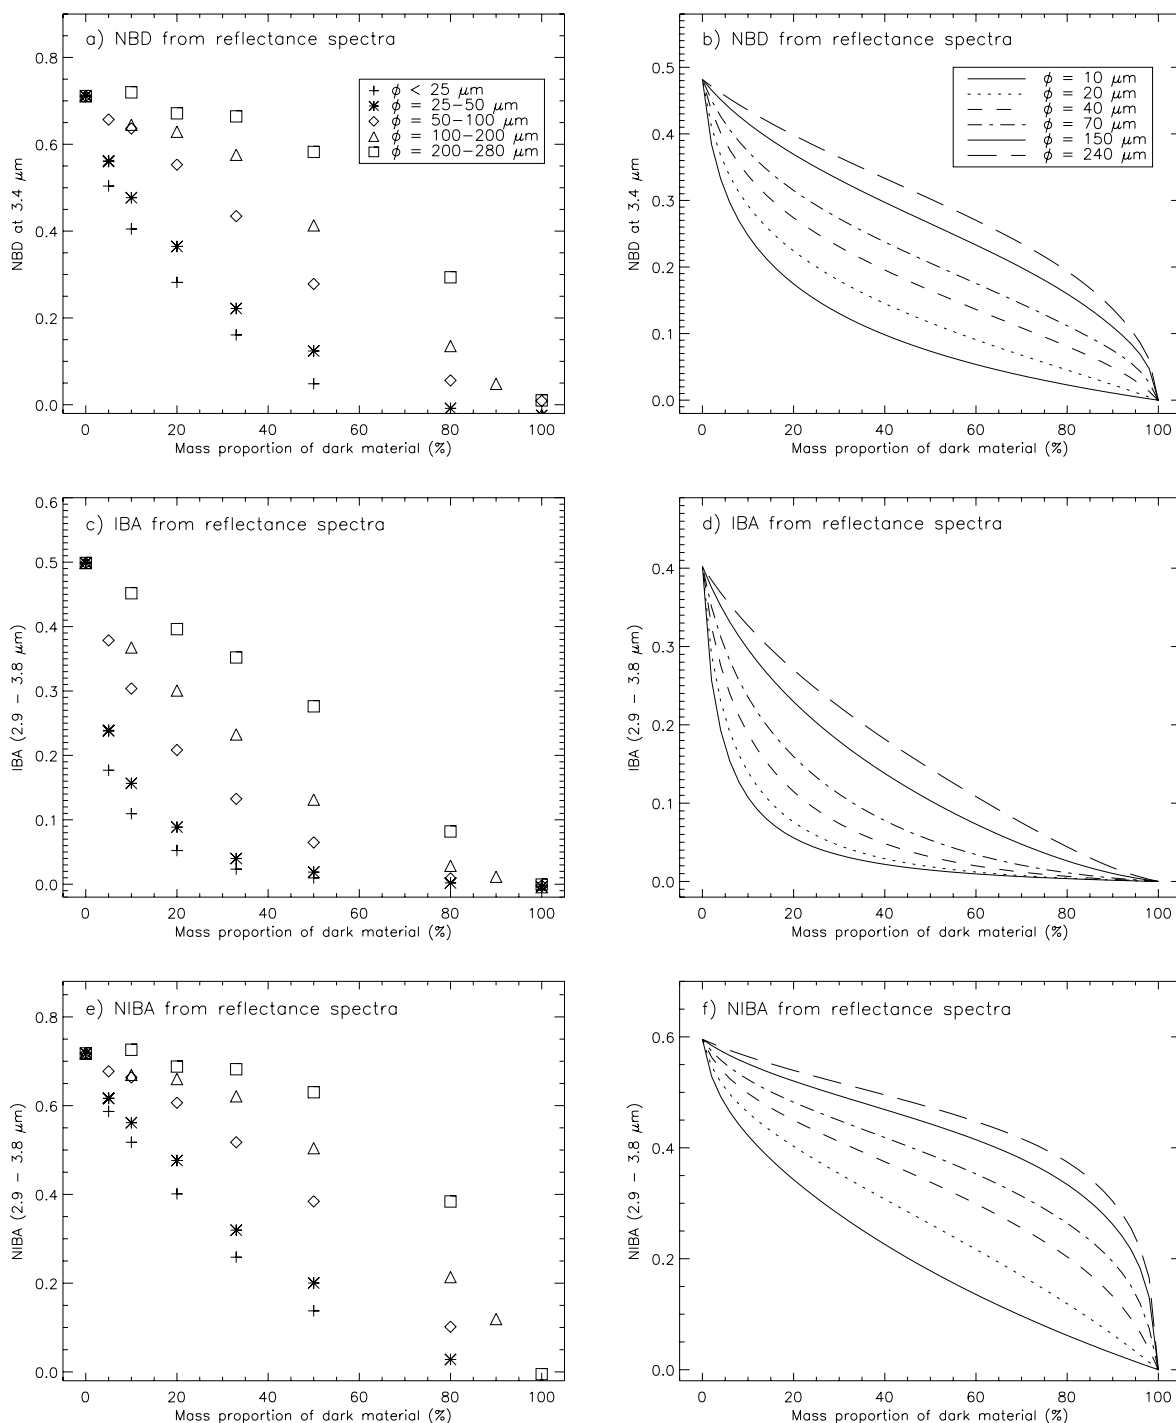 a) NBD from reflectance spectra
ϕ < 25 μm
ϕ = 25−50 μm
ϕ = 50−100 μm
ϕ = 100−200 μm
ϕ = 200−280 μm
NBD at 3.4 μm
0.8
0.6
0.4
0.2
0.0
0 20 40 60 80 100
Mass proportion of dark material (%)
b) NBD from reflectance spectra
ϕ = 10 μm
ϕ = 20 μm
ϕ = 40 μm
ϕ = 70 μm
ϕ = 150 μm
ϕ = 240 μm
NBD at 3.4 μm
0.5
0.4
0.3
0.2
0.1
0.0
0 20 40 60 80 100
Mass proportion of dark material (%)
c) IBA from reflectance spectra
IBA (2.9 − 3.8 μm)
0.6
0.5
0.4
0.3
0.2
0.1
0.0
0 20 40 60 80 100
Mass proportion of dark material (%)
d) IBA from reflectance spectra
IBA (2.9 − 3.8 μm)
0.4
0.3
0.2
0.1
0.0
0 20 40 60 80 100
Mass proportion of dark material (%)
e) NIBA from reflectance spectra
NIBA (2.9 − 3.8 μm)
0.8
0.6
0.4
0.2
0.0
0 20 40 60 80 100
Mass proportion of dark material (%)
f) NIBA from reflectance spectra
NIBA (2.9 − 3.8 μm)
0.6
0.4
0.2
0.0
0 20 40 60 80 100
Mass proportion of dark material (%)